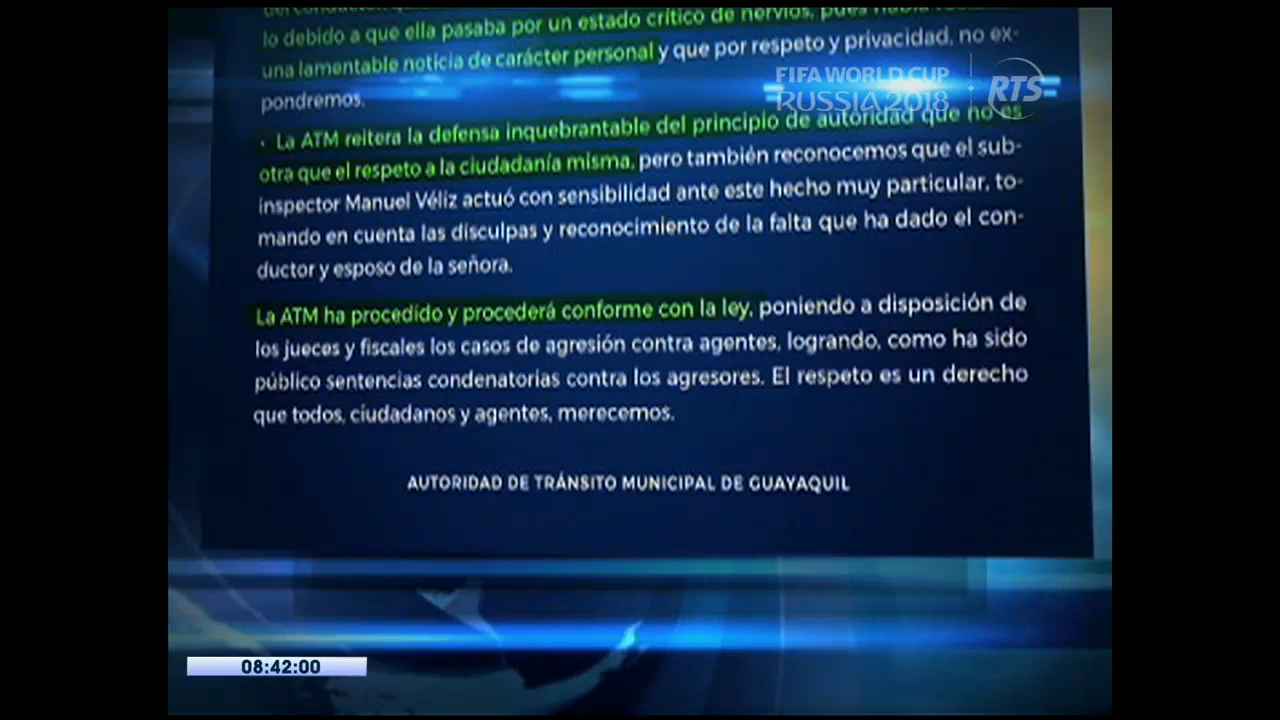 lo debido a que ella pasaba por un estado crítico de nervios, pues había
una lamentable noticia de carácter personal y que por respeto y privacidad, no ex-
pondremos.
FIFA WORLD CUP
RUSSIA 2018
RTS
· La ATM reitera la defensa inquebrantable del principio de autoridad que no es
otra que el respeto a la ciudadanía misma, pero también reconocemos que el sub-
inspector Manuel Véliz actuó con sensibilidad ante este hecho muy particular, to-
mando en cuenta las disculpas y reconocimiento de la falta que ha dado el con-
ductor y esposo de la señora.
La ATM ha procedido y procederá conforme con la ley, poniendo a disposición de
los jueces y fiscales los casos de agresión contra agentes, logrando, como ha sido
público sentencias condenatorias contra los agresores. El respeto es un derecho
que todos, ciudadanos y agentes, merecemos.
AUTORIDAD DE TRÁNSITO MUNICIPAL DE GUAYAQUIL
08:42:00